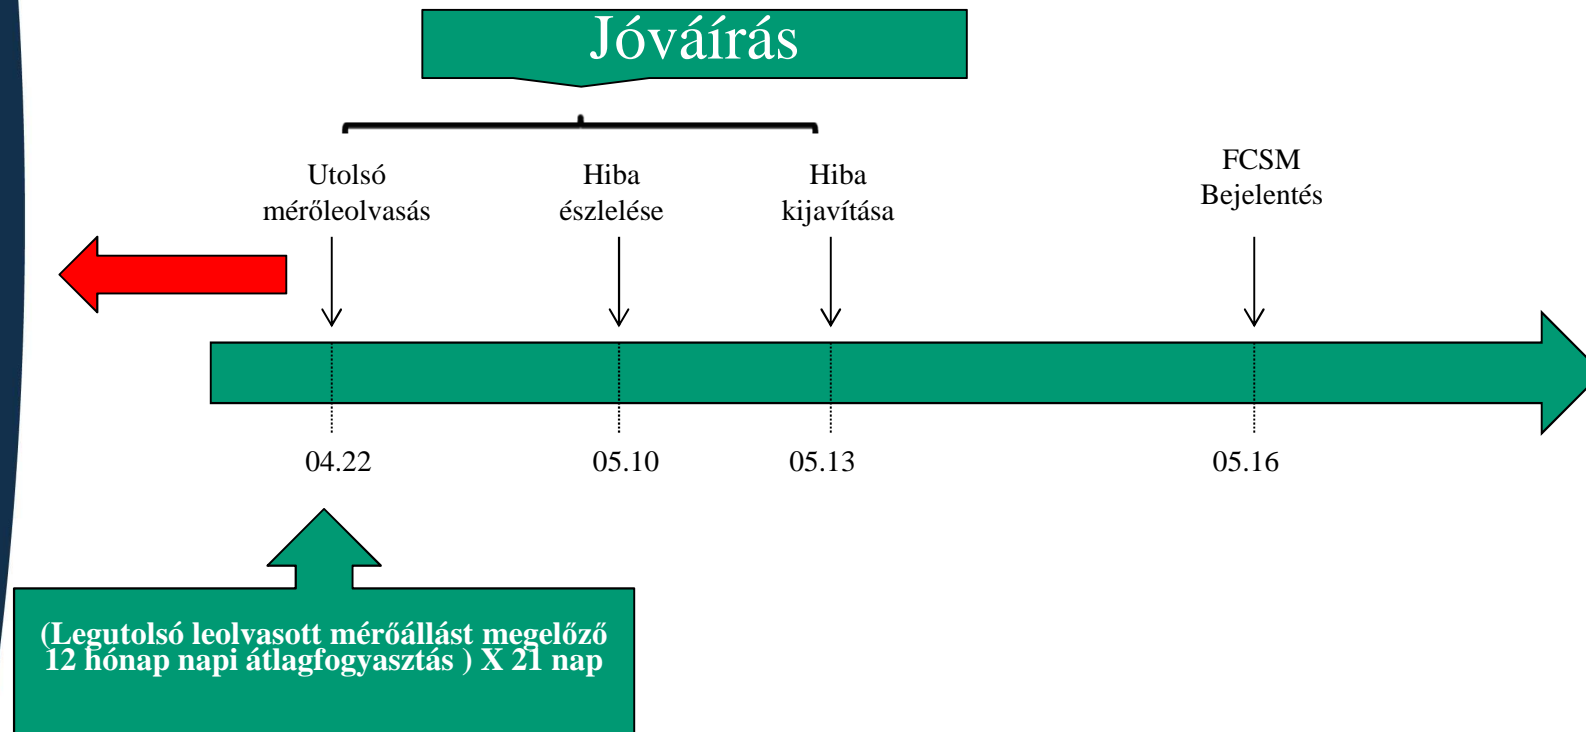 Jóváírás
Utolsó
mérőleolvasás
Hiba
észlelése
Hiba
kijavítása
FCSM
Bejelentés
04.22
05.10
05.13
05.16
(Legutolsó leolvasott mérőállást megelőző
12 hónap napi átlagfogyasztás ) X 21 nap